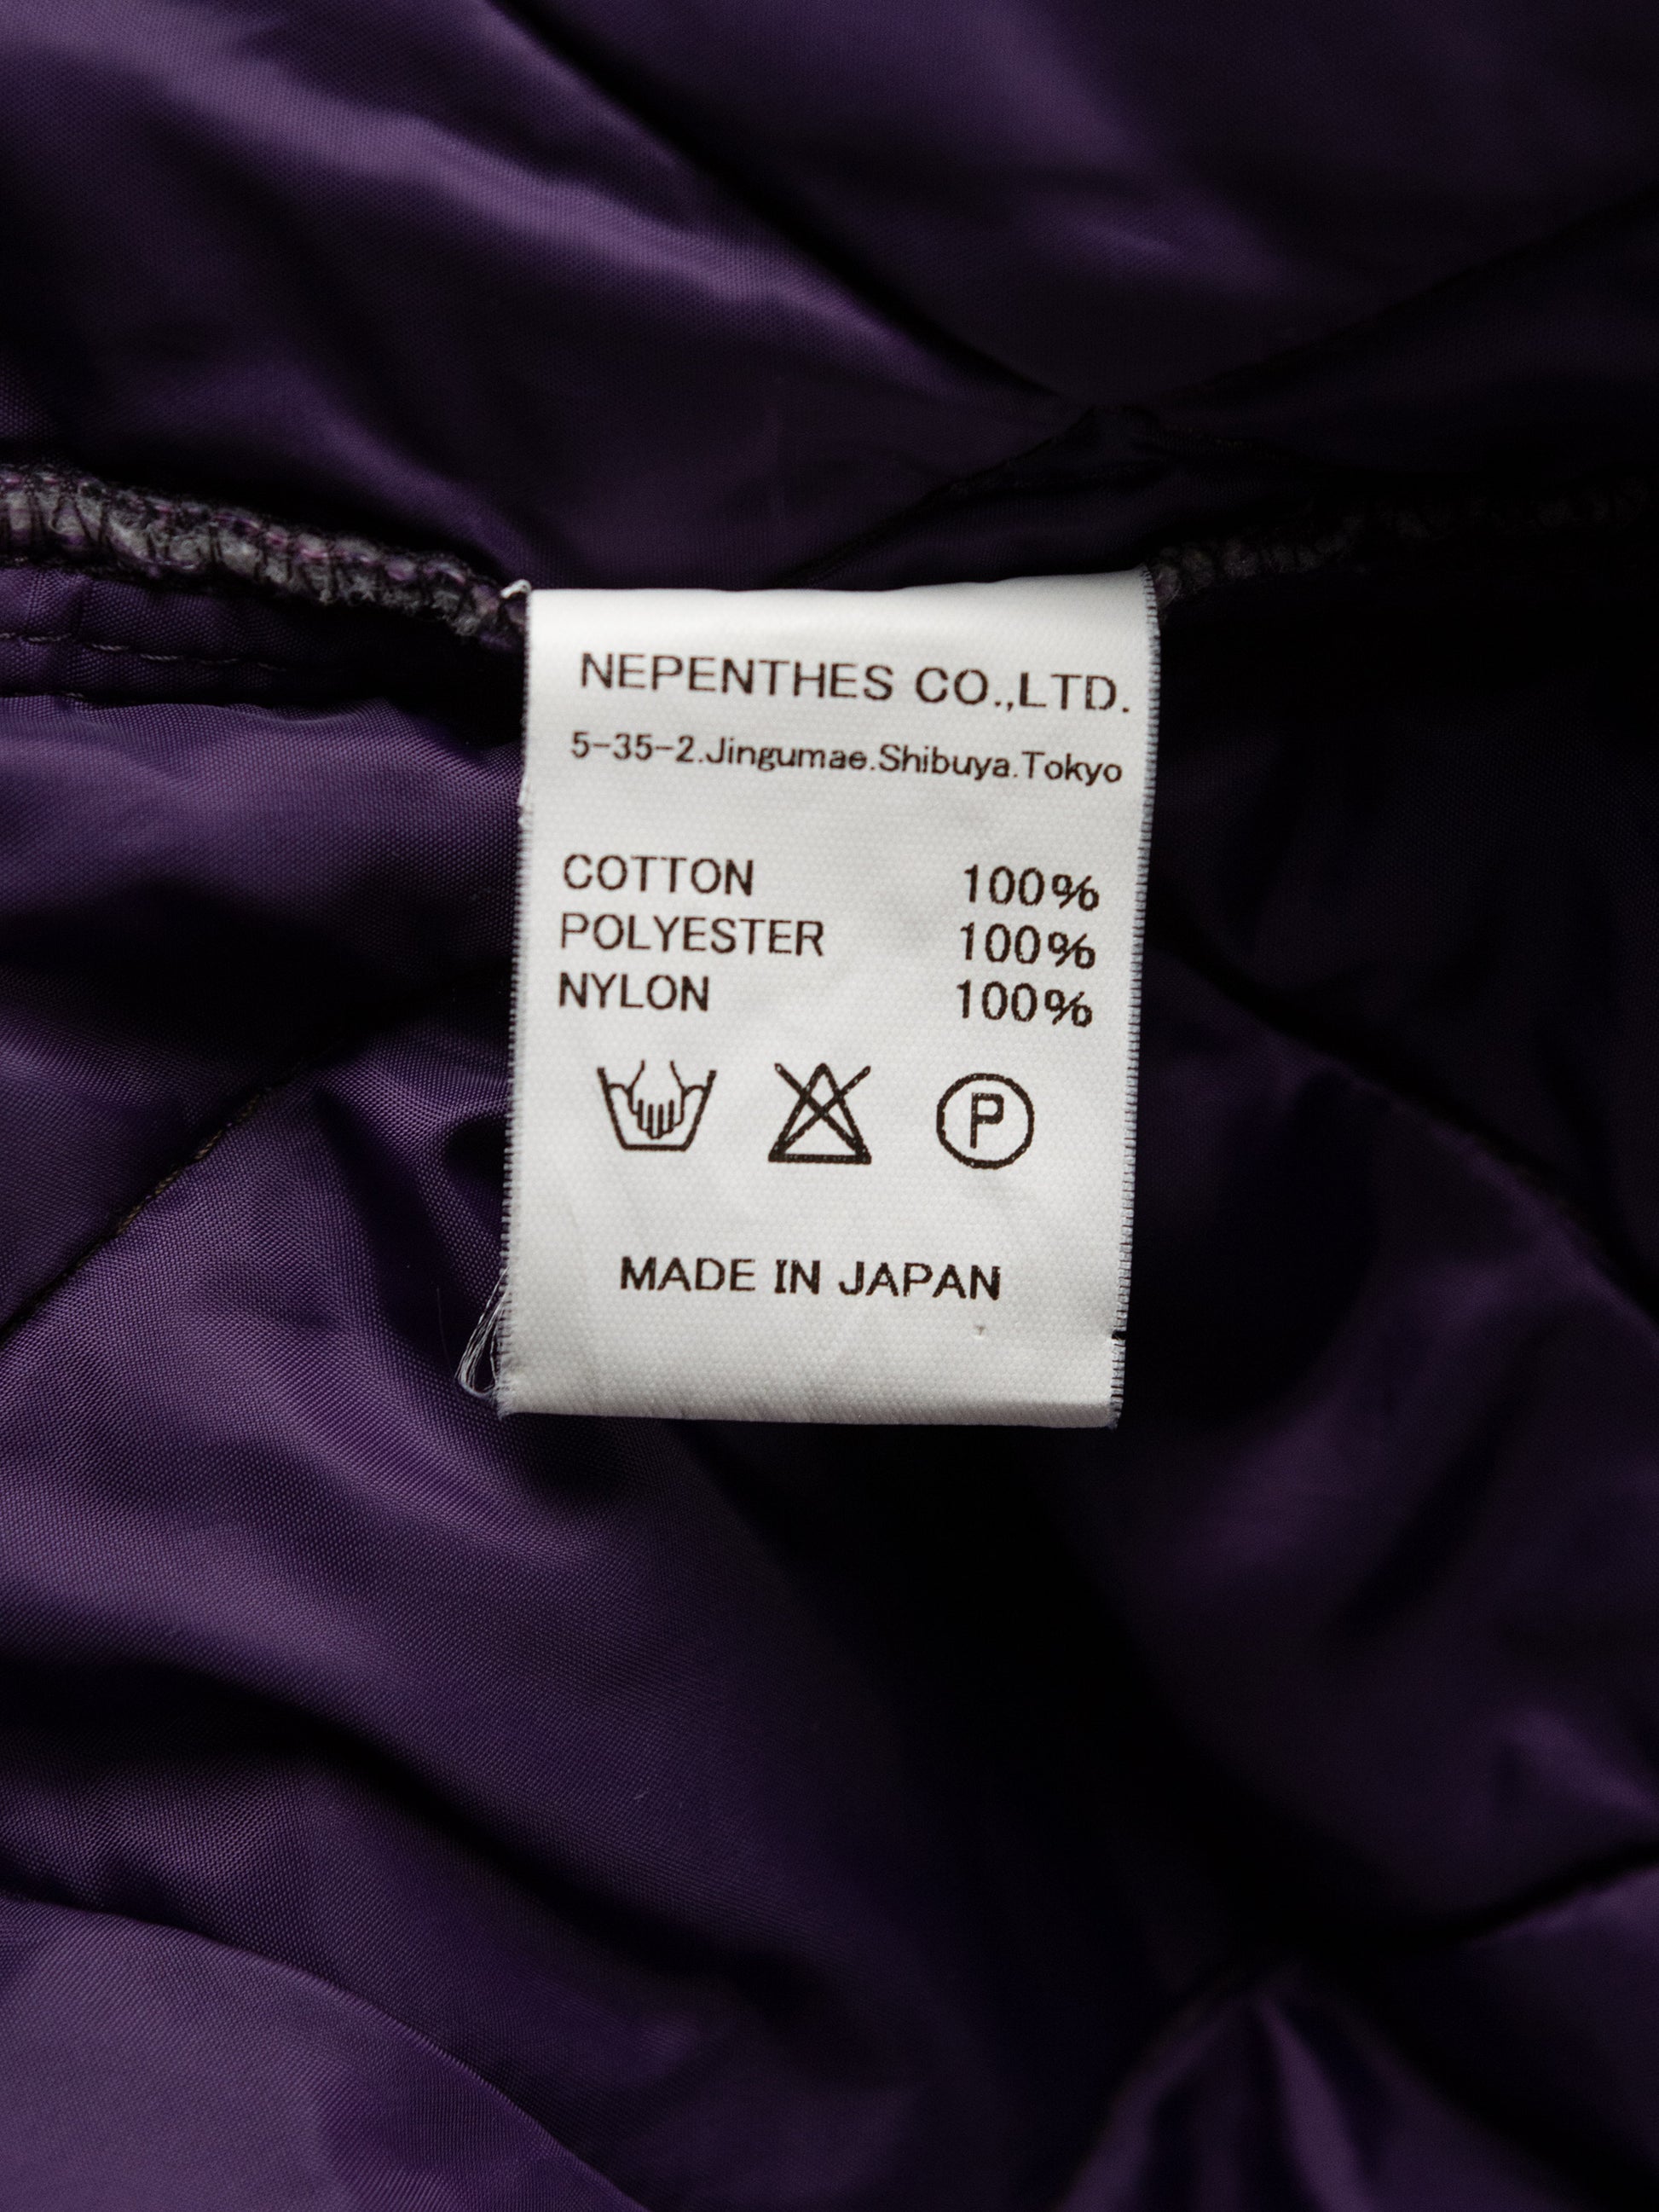 NEPENTHES CO.,LTD.
5-35-2.Jingumae.Shibuya.Tokyo
COTTON 100%
POLYESTER 100%
NYLON 100%
P
MADE IN JAPAN